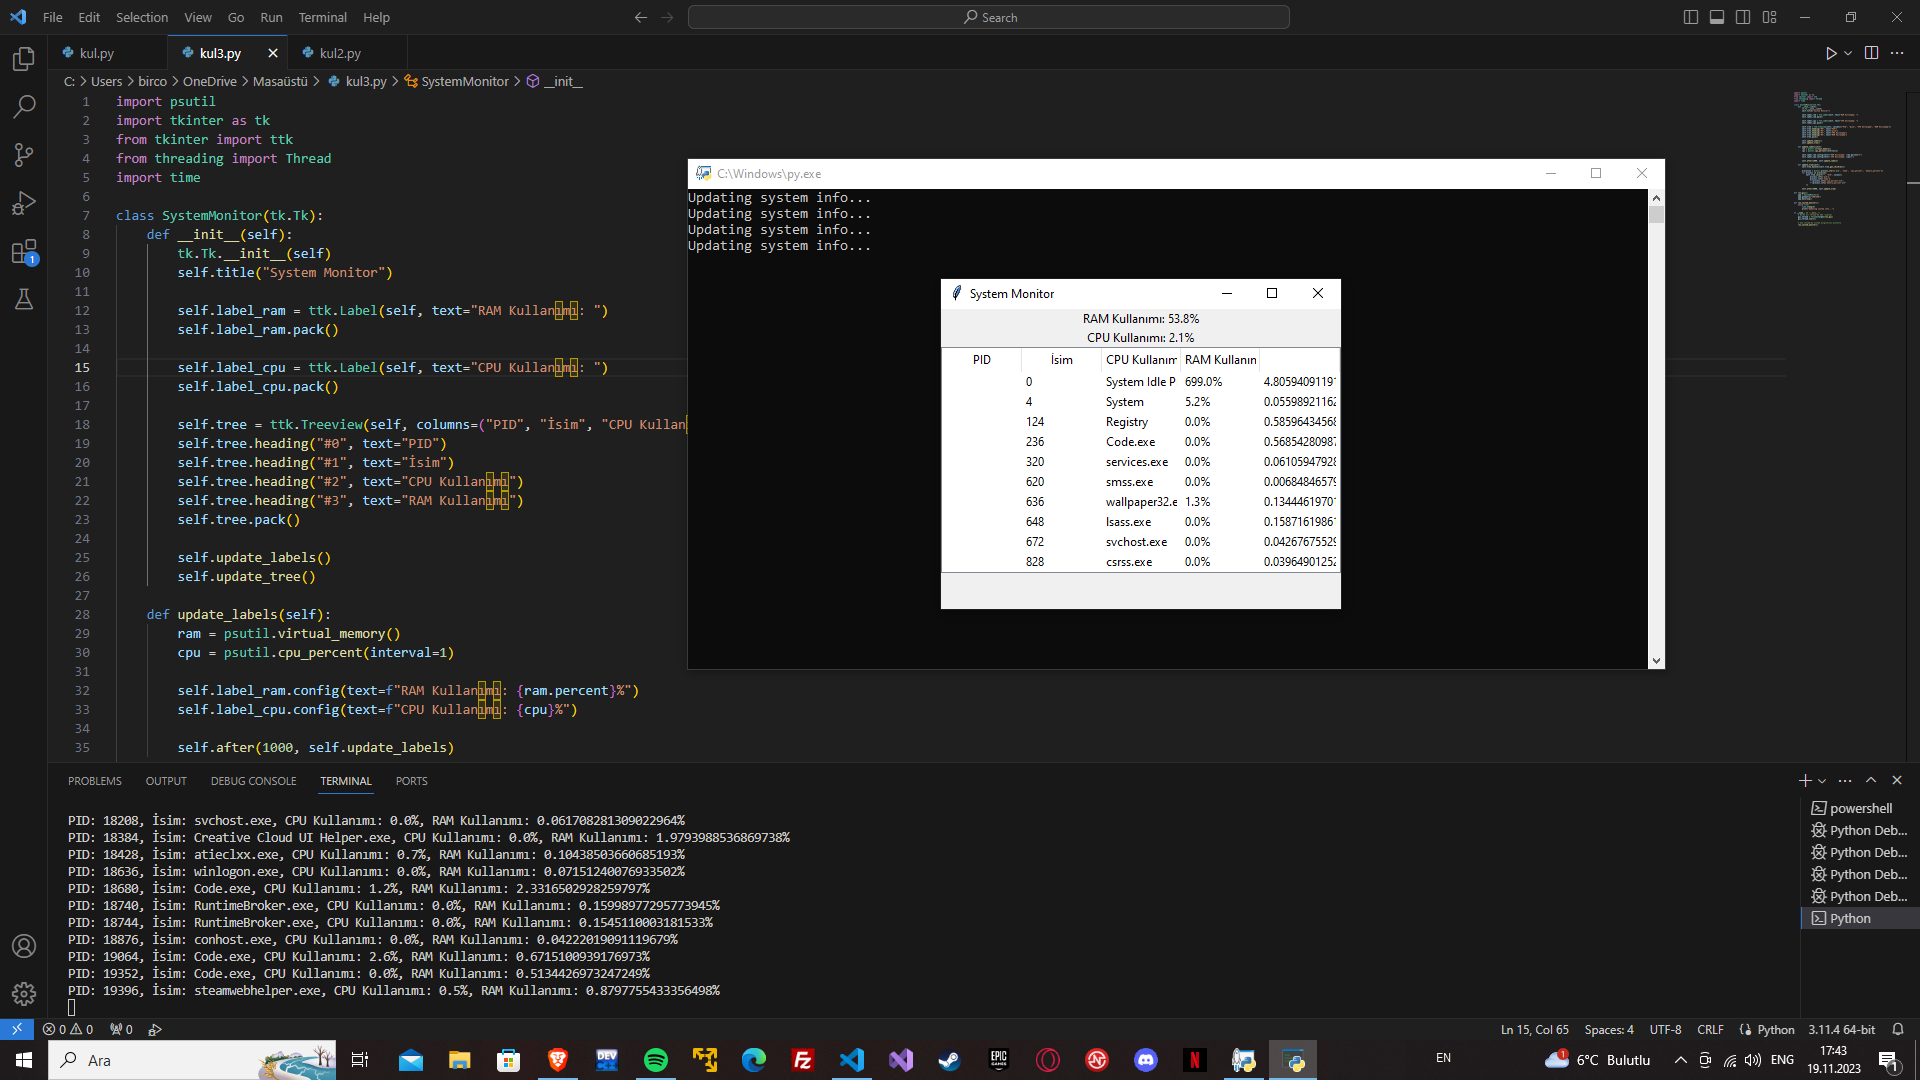 File Edit Selection View Go Run Terminal Help
Search
kul.py
kul3.py
kul2.py
C: > Users > birco > OneDrive > Masaüstü > kul3.py > SystemMonitor > __init__
1 import psutil
2 import tkinter as tk
3 from tkinter import ttk
4 from threading import Thread
5 import time
6
7 class SystemMonitor(tk.Tk):
8 def __init__(self):
9 tk.Tk.__init__(self)
10 self.title("System Monitor")
11
12 self.label_ram = ttk.Label(self, text="RAM Kullanımı: ")
13 self.label_ram.pack()
14
15 self.label_cpu = ttk.Label(self, text="CPU Kullanımı: ")
16 self.label_cpu.pack()
17
18 self.tree = ttk.Treeview(self, columns=("PID", "İsim", "CPU Kullan
19 self.tree.heading("#0", text="PID")
20 self.tree.heading("#1", text="İsim")
21 self.tree.heading("#2", text="CPU Kullanımı")
22 self.tree.heading("#3", text="RAM Kullanımı")
23 self.tree.pack()
24
25 self.update_labels()
26 self.update_tree()
27
28 def update_labels(self):
29 ram = psutil.virtual_memory()
30 cpu = psutil.cpu_percent(interval=1)
31
32 self.label_ram.config(text=f"RAM Kullanımı: {ram.percent}%")
33 self.label_cpu.config(text=f"CPU Kullanımı: {cpu}%")
34
35 self.after(1000, self.update_labels)
C:\Windows\py.exe
Updating system info...
Updating system info...
Updating system info...
Updating system info...
System Monitor
RAM Kullanımı: 53.8%
CPU Kullanımı: 2.1%
PID İsim CPU Kullanım RAM Kullanın
0 System Idle P 699.0% 4.8059409119
4 System 5.2% 0.0559892116
124 Registry 0.0% 0.5859643456
236 Code.exe 0.0% 0.5685428098
320 services.exe 0.0% 0.0610594792
620 smss.exe 0.0% 0.0068484657
636 wallpaper32.e 1.3% 0.1344461970
648 lsass.exe 0.0% 0.1587161986
672 svchost.exe 0.0% 0.0426767552
828 csrss.exe 0.0% 0.0396490125
PROBLEMS OUTPUT DEBUG CONSOLE TERMINAL PORTS
PID: 18208, İsim: svchost.exe, CPU Kullanımı: 0.0%, RAM Kullanımı: 0.061708281309022964%
PID: 18384, İsim: Creative Cloud UI Helper.exe, CPU Kullanımı: 0.0%, RAM Kullanımı: 1.9793988536869738%
PID: 18428, İsim: atieclxx.exe, CPU Kullanımı: 0.7%, RAM Kullanımı: 0.10438503660685193%
PID: 18636, İsim: winlogon.exe, CPU Kullanımı: 0.0%, RAM Kullanımı: 0.07151240076933502%
PID: 18680, İsim: Code.exe, CPU Kullanımı: 1.2%, RAM Kullanımı: 2.3316502928259797%
PID: 18740, İsim: RuntimeBroker.exe, CPU Kullanımı: 0.0%, RAM Kullanımı: 0.15998977295773945%
PID: 18744, İsim: RuntimeBroker.exe, CPU Kullanımı: 0.0%, RAM Kullanımı: 0.1545110003181533%
PID: 18876, İsim: conhost.exe, CPU Kullanımı: 0.0%, RAM Kullanımı: 0.04222019091119679%
PID: 19064, İsim: Code.exe, CPU Kullanımı: 2.6%, RAM Kullanımı: 0.6715100939176973%
PID: 19352, İsim: Code.exe, CPU Kullanımı: 0.0%, RAM Kullanımı: 0.5134426973247249%
PID: 19396, İsim: steamwebhelper.exe, CPU Kullanımı: 0.5%, RAM Kullanımı: 0.8797755433356498%
powershell
Python Deb...
Python Deb...
Python Deb...
Python Deb...
Python
0 0 0
Ln 15, Col 65 Spaces: 4 UTF-8 CRLF Python 3.11.4 64-bit
Ara
EN
6°C Bulutlu
ENG
17:43
19.11.2023